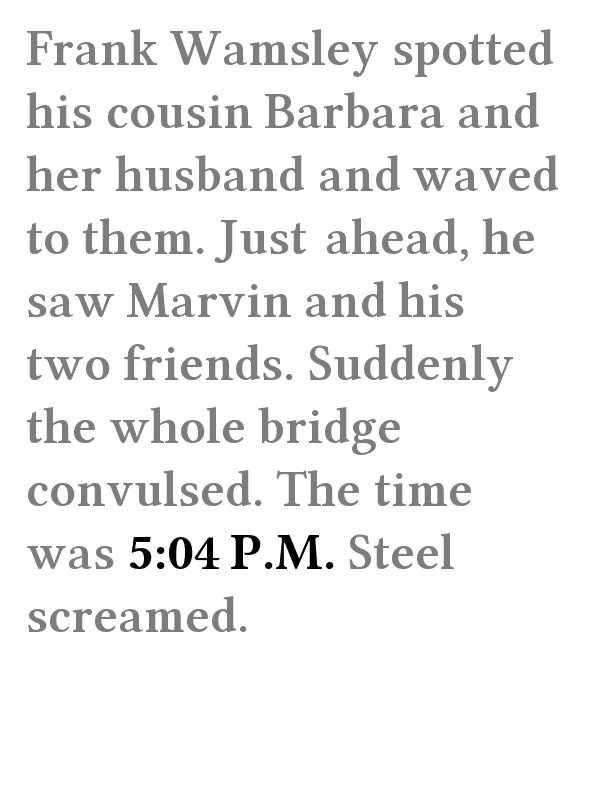 Frank Wamsley spotted
his cousin Barbara and
her husband and waved
to them. Just ahead, he
saw Marvin and his
two friends. Suddenly
the whole bridge
convulsed. The time
was 5:04 P.M. Steel
screamed.